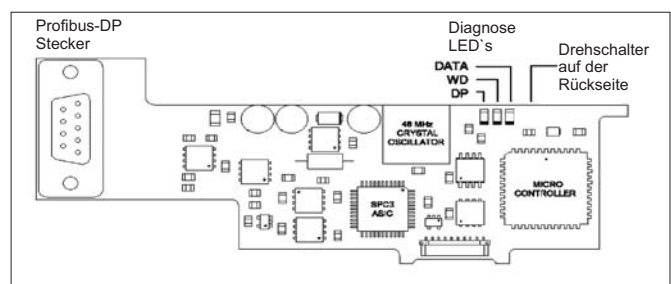 Profibus-DP
Stecker
Diagnose
LED`s
Drehschalter
auf der
Rückseite
DATA
WD
DP
48 MHz
CRYSTAL
OSCILLATOR
SPC3
ASIC
MICRO
CONTROLLER